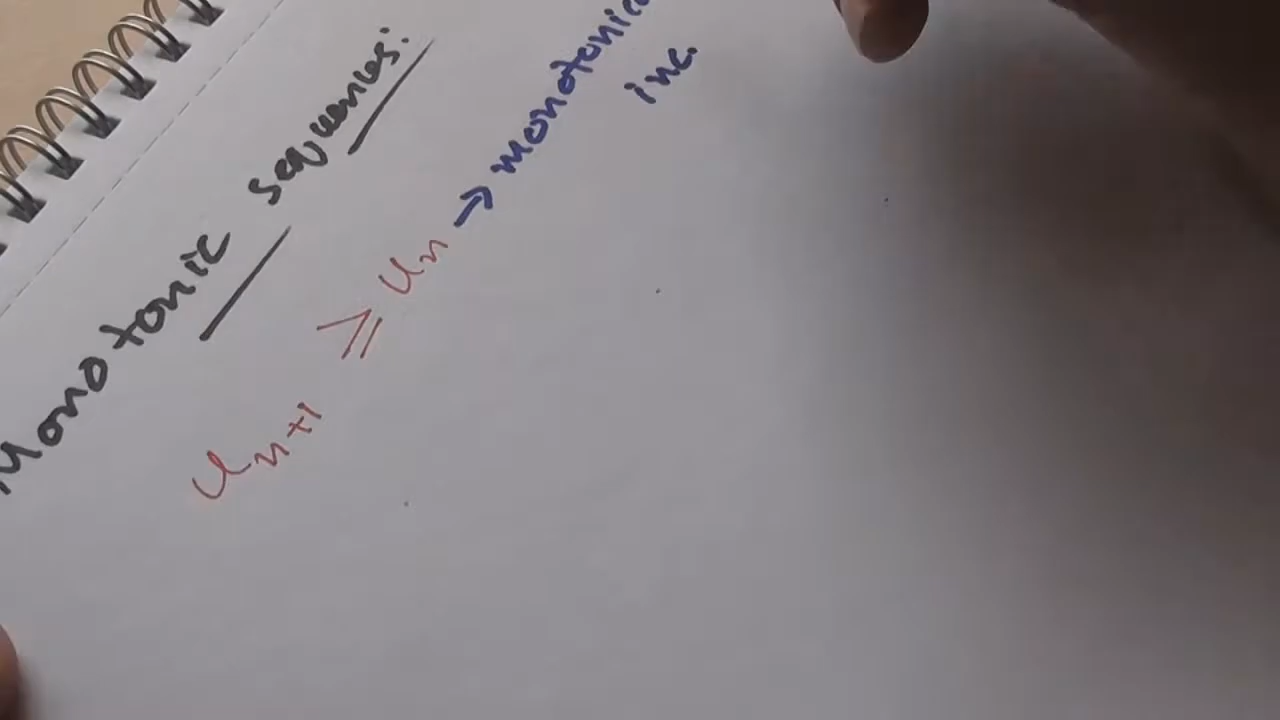 Monotonic sequences:
Un+1 ≥ Un → monotonic
inc.